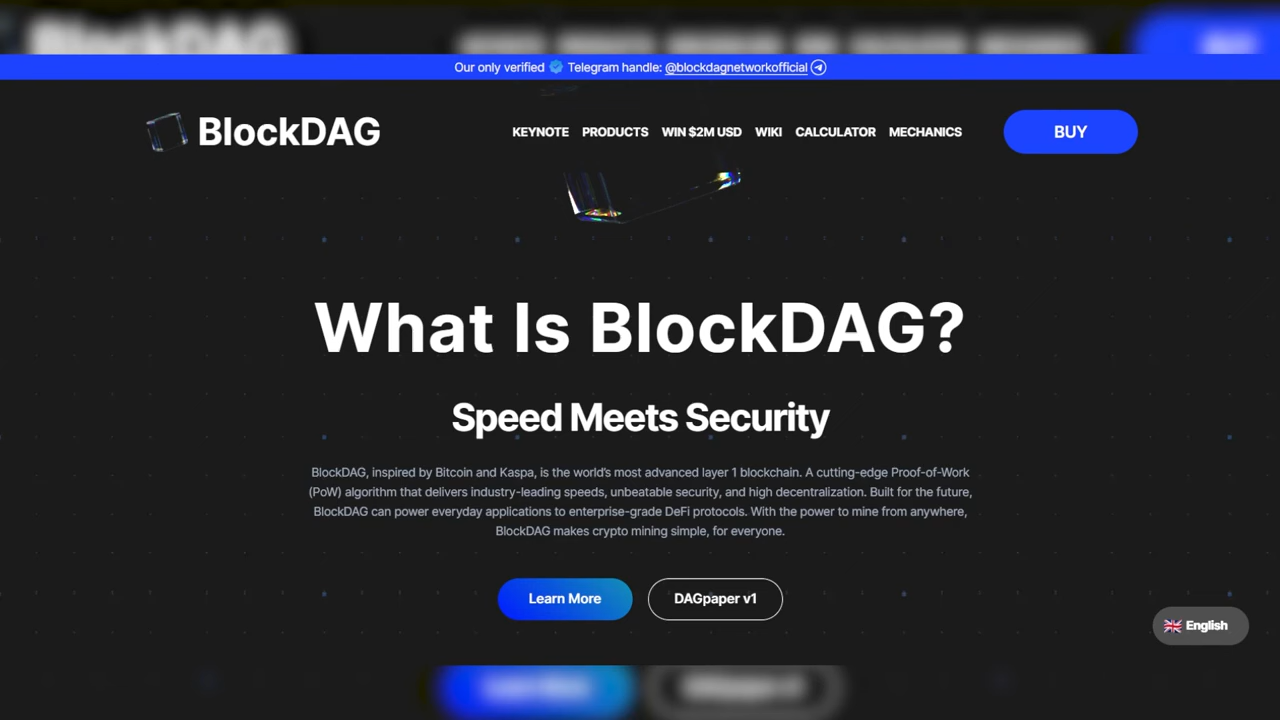 Our only verified Telegram handle: @blockdagnetworkofficial
BlockDAG
KEYNOTE PRODUCTS WIN $2M USD WIKI CALCULATOR MECHANICS
BUY
What Is BlockDAG?
Speed Meets Security
BlockDAG, inspired by Bitcoin and Kaspa, is the world's most advanced layer 1 blockchain. A cutting-edge Proof-of-Work
(PoW) algorithm that delivers industry-leading speeds, unbeatable security, and high decentralization. Built for the future,
BlockDAG can power everyday applications to enterprise-grade DeFi protocols. With the power to mine from anywhere,
BlockDAG makes crypto mining simple, for everyone.
Learn More
DAGpaper v1
English